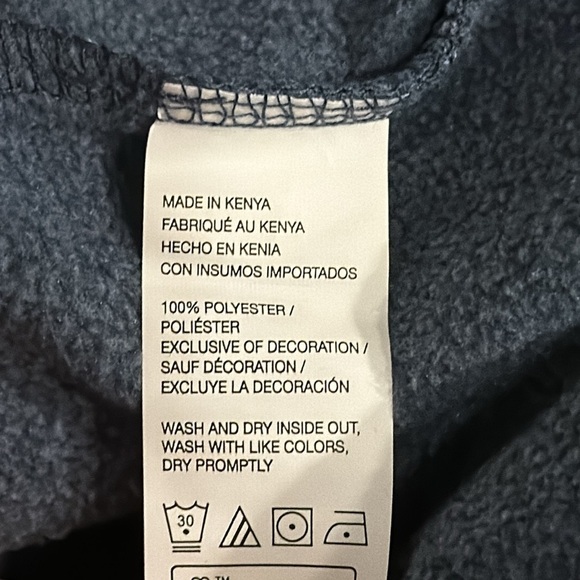 MADE IN KENYA
FABRIQUÉ AU KENYA
HECHO EN KENIA
CON INSUMOS IMPORTADOS
100% POLYESTER /
POLIÉSTER
EXCLUSIVE OF DECORATION /
SAUF DÉCORATION /
EXCLUYE LA DECORACIÓN
WASH AND DRY INSIDE OUT,
WASH WITH LIKE COLORS,
DRY PROMPTLY
30
TM